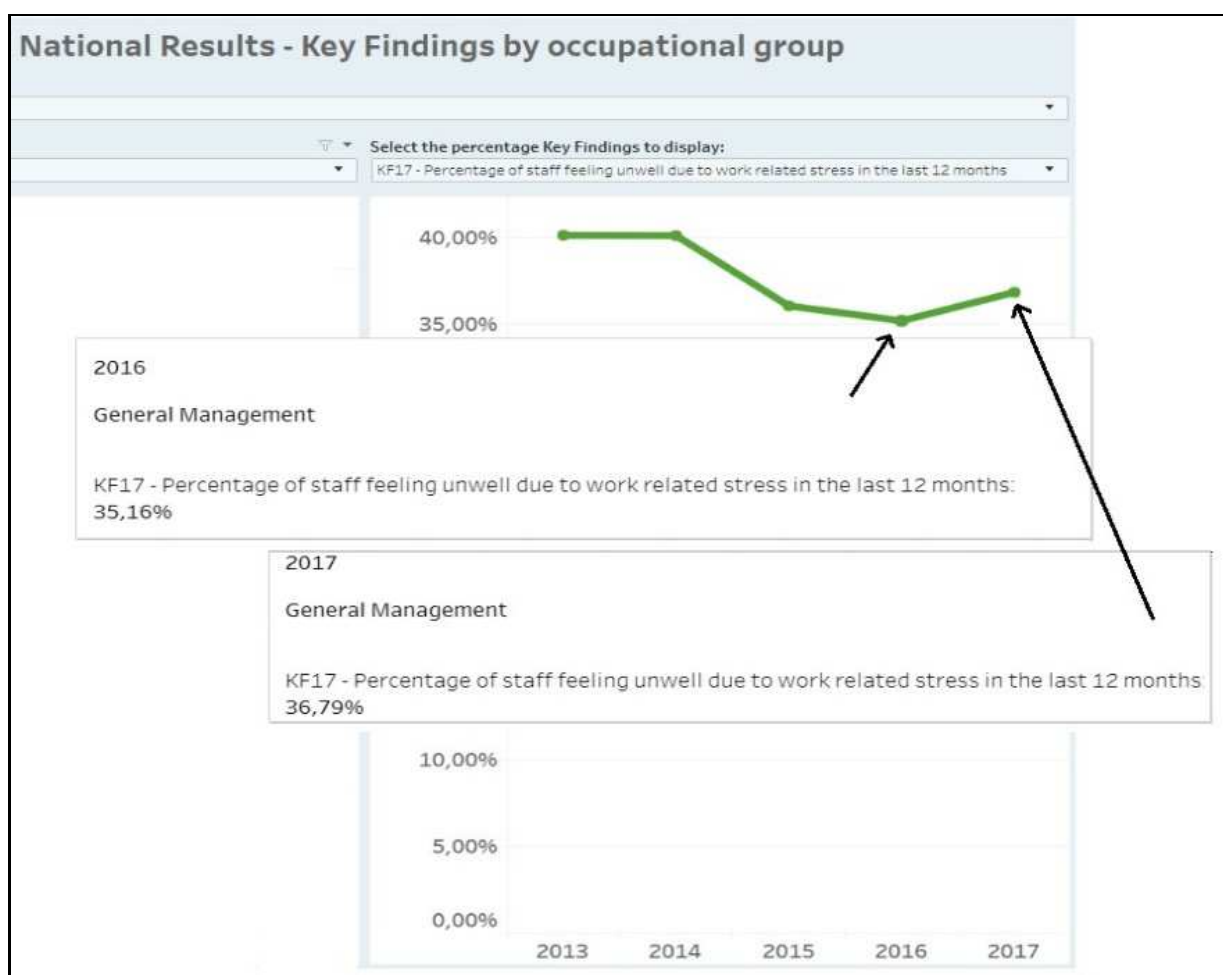 National Results - Key Findings by occupational group
Select the percentage Key Findings to display:
KF17 - Percentage of staff feeling unwell due to work related stress in the last 12 months
40,00%
35,00%
2016
General Management
KF17 - Percentage of staff feeling unwell due to work related stress in the last 12 months:
35,16%
2017
General Management
KF17 - Percentage of staff feeling unwell due to work related stress in the last 12 months:
36,79%
10,00%
5,00%
0,00%
2013 2014 2015 2016 2017